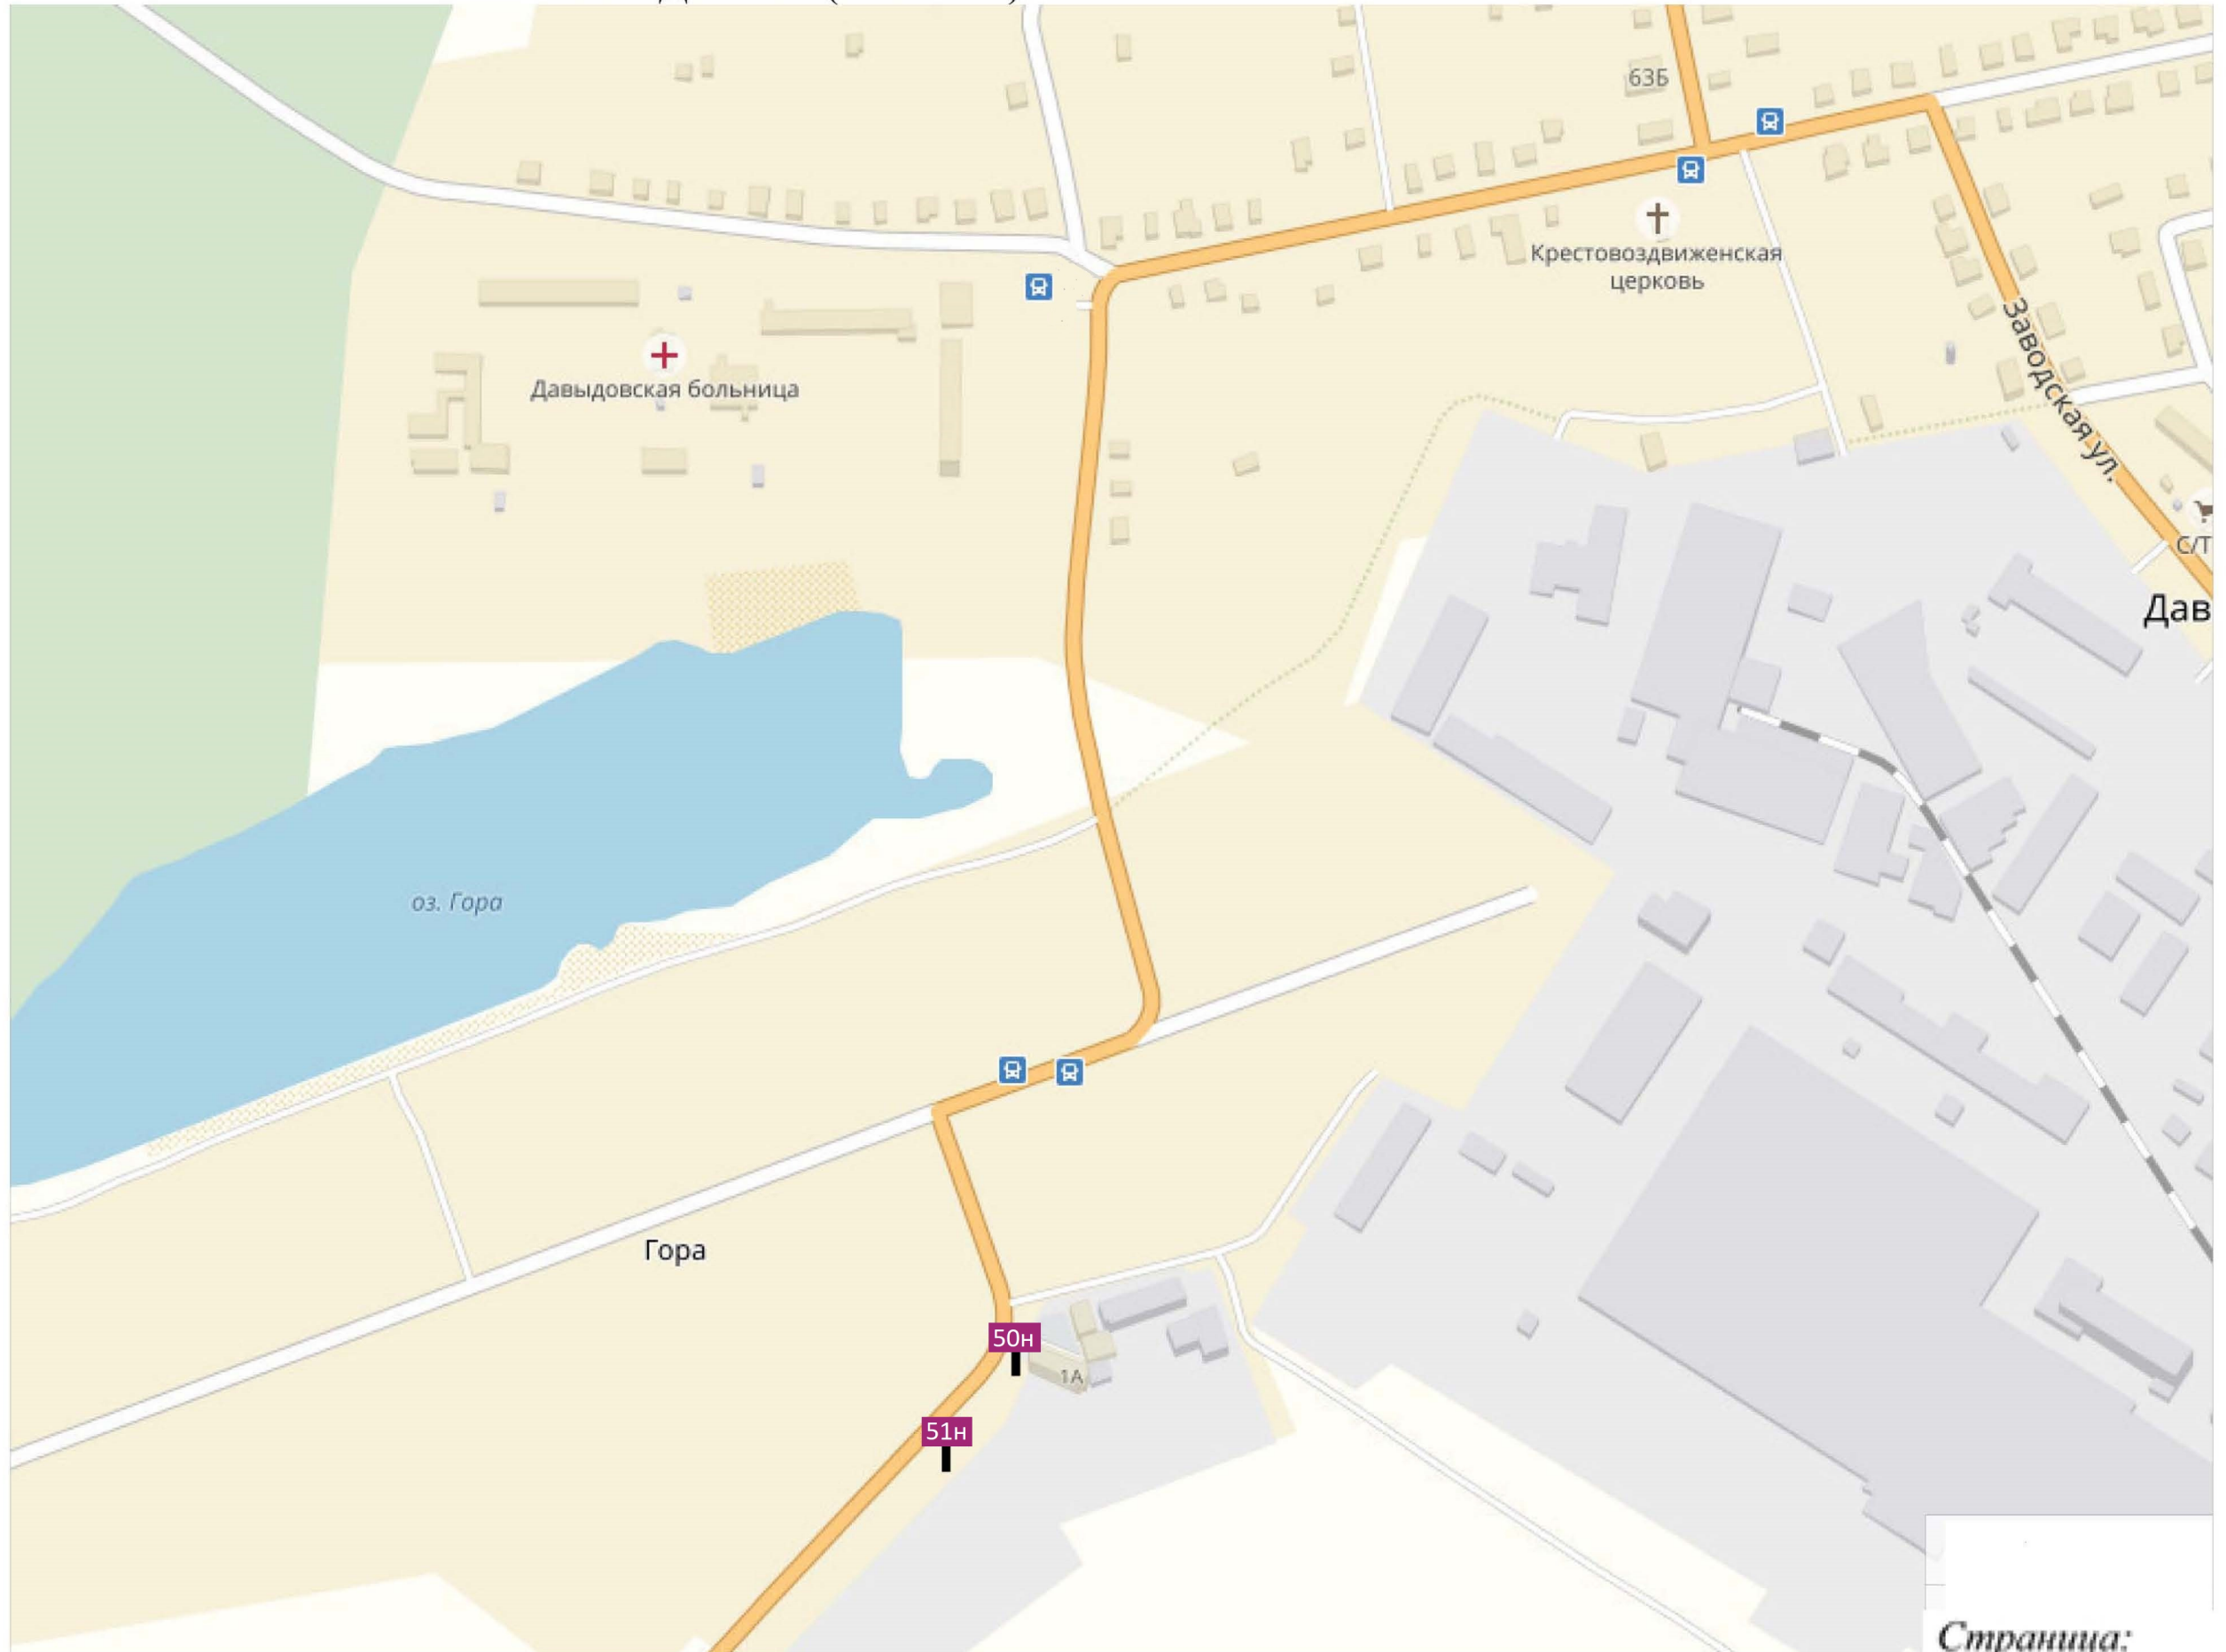 63Б
Крестовоздвиженская
церковь
Заводская ул.
Давыдовская больница
С/Т
Дав
оз. Гора
Гора
50н
1А
51н
Страница: